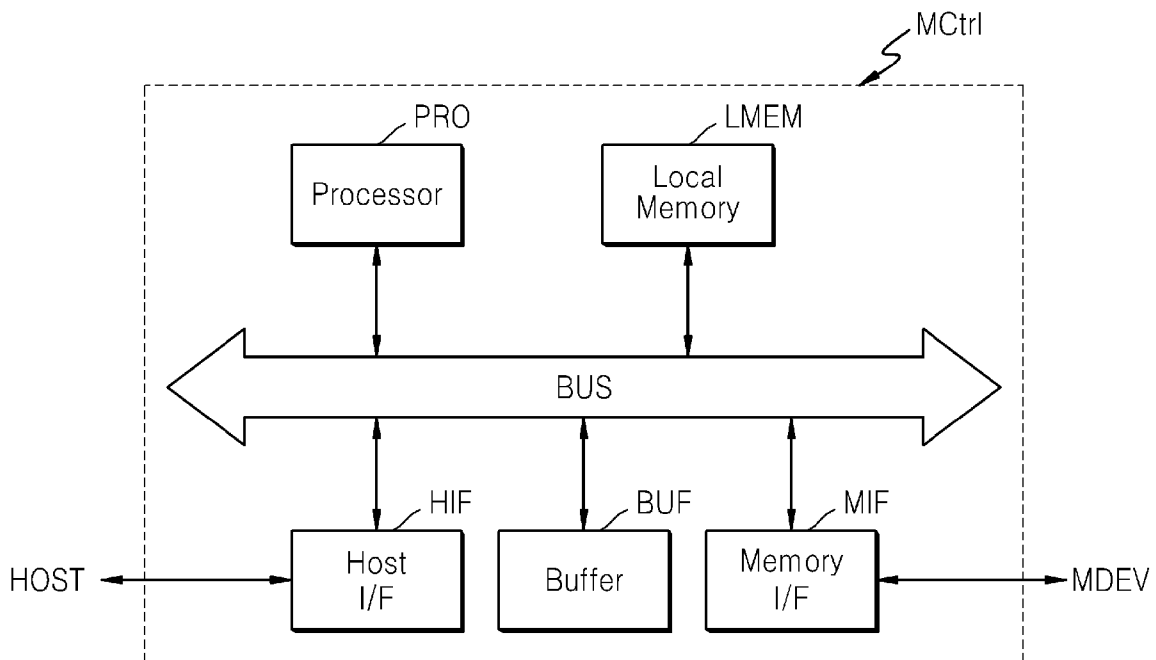 MCtrl
PRO
LMEM
Processor
Local
Memory
BUS
HIF
BUF
MIF
HOST
Host
I/F
Buffer
Memory
I/F
MDEV